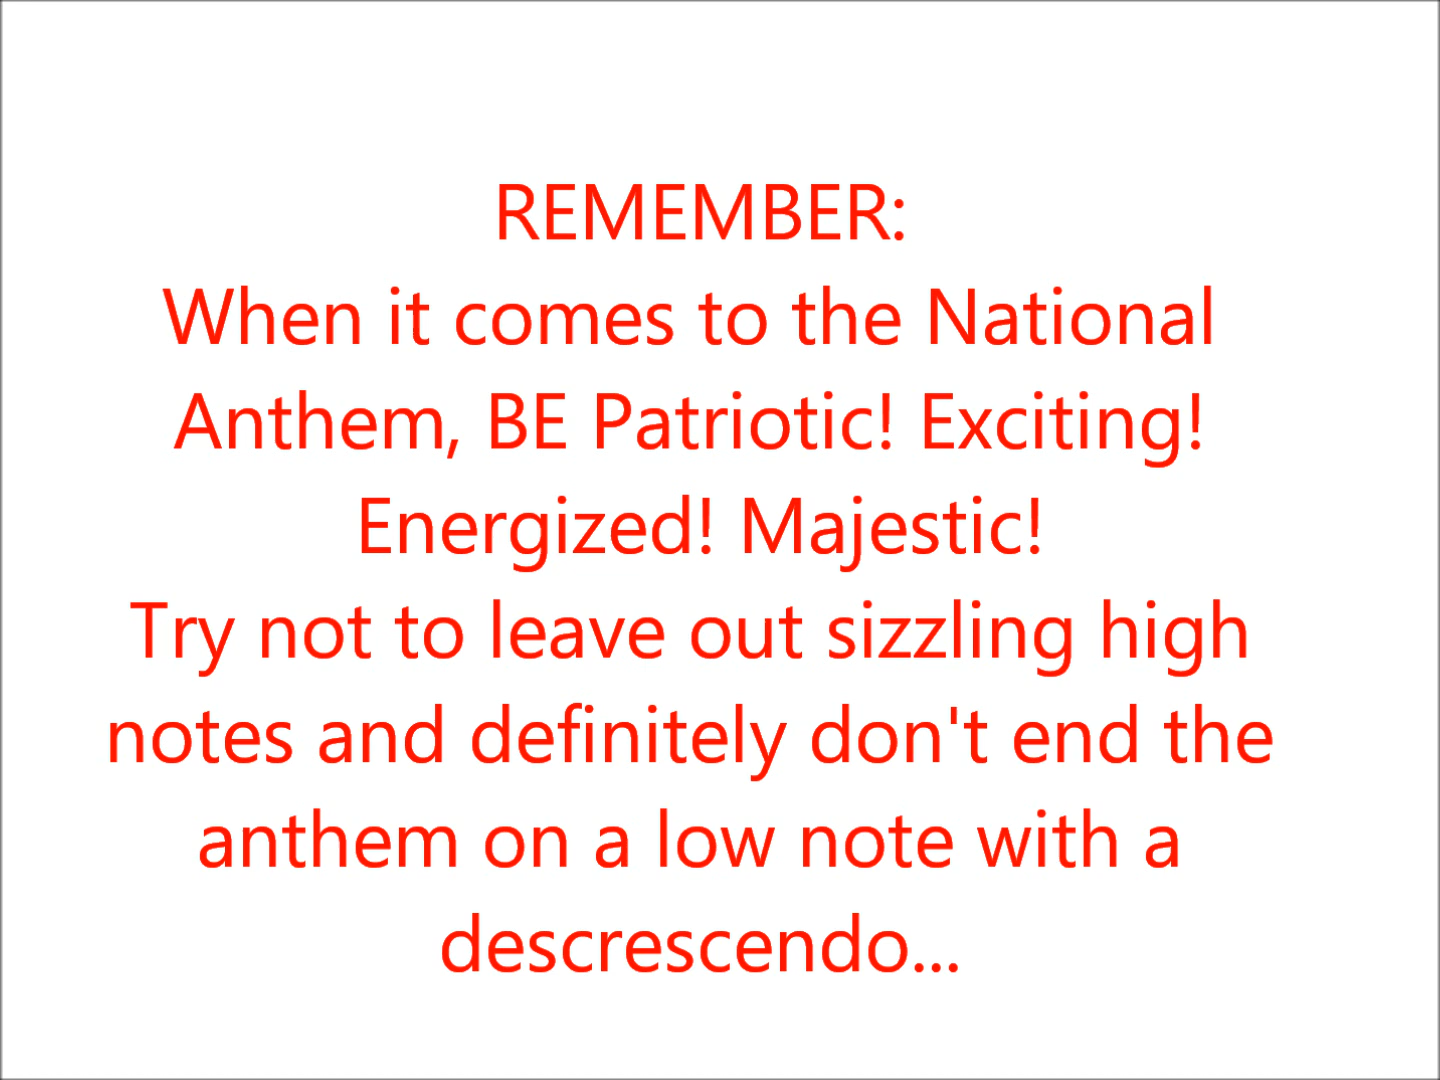 REMEMBER:
When it comes to the National
Anthem, BE Patriotic! Exciting!
Energized! Majestic!
Try not to leave out sizzling high
notes and definitely don't end the
anthem on a low note with a
descrescendo...